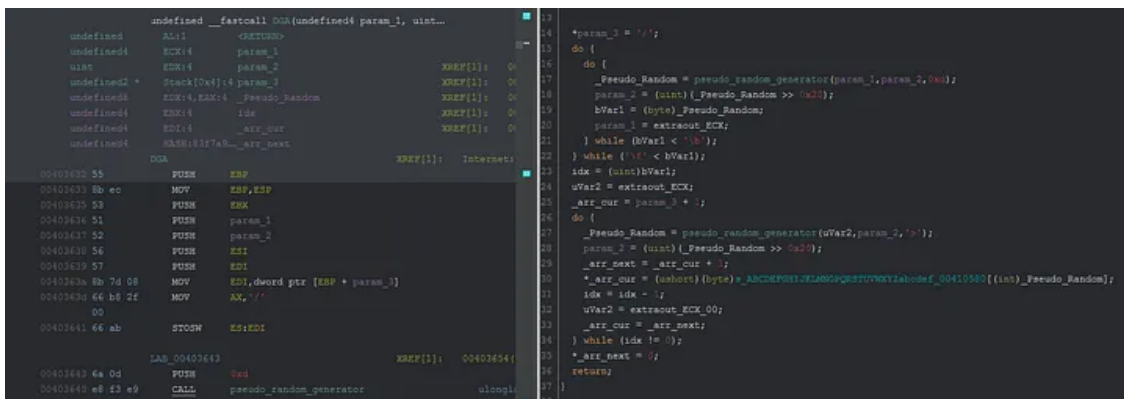 undefined __fastcall DGA(undefined4 param_1, uint...
undefined AL:1 <RETURN>
undefined4 ECX:4 param_1
uint EDX:4 param_2 XREF[1]:
undefined2 * Stack[0x4]:4 param_3 XREF[1]:
undefined8 EDX:4,EAX:4 _Pseudo_Random XREF[1]:
undefined4 EBX:4 idx XREF[1]:
undefined4 EDI:4 _arr_cur XREF[1]:
undefined4 _arr_next
DGA XREF[1]: Internet:
00403632 55 PUSH EBP
00403633 8b ec MOV EBP,ESP
00403635 53 PUSH EBX
00403636 51 PUSH param_1
00403637 52 PUSH param_2
00403638 56 PUSH ESI
00403639 57 PUSH EDI
0040363a 8b 7d 08 MOV EDI,dword ptr [EBP + param_3]
0040363d 66 b8 2f MOV AX,'/'
00
00403641 66 ab STOSW ES:EDI
LAB_00403643 XREF[1]: 00403654(
00403643 6a 0d PUSH 0xd
00403645 e8 f3 e9 CALL pseudo_random_generator ulongl
13
14 *param_3 = '/';
15 do {
16 do {
17 _Pseudo_Random = pseudo_random_generator(param_1,param_2,0xd);
18 param_2 = (uint)(_Pseudo_Random >> 0x20);
19 bVar1 = (byte)_Pseudo_Random;
20 param_1 = extraout_ECX;
21 } while (bVar1 < '\b');
22 } while ('\f' < bVar1);
23 idx = (uint)bVar1;
24 uVar2 = extraout_ECX;
25 _arr_cur = param_3 + 1;
26 do {
27 _Pseudo_Random = pseudo_random_generator(uVar2,param_2,'>');
28 param_2 = (uint)(_Pseudo_Random >> 0x20);
29 _arr_next = _arr_cur + 1;
30 *_arr_cur = (ushort)(byte)s_ABCDEFGHIJKLMNOPQRSTUVWXYZabcdef_00410580[(int)_Pseudo_Random];
31 idx = idx - 1;
32 uVar2 = extraout_ECX_00;
33 _arr_cur = _arr_next;
34 } while (idx != 0);
35 *_arr_next = 0;
36 return;
37 }